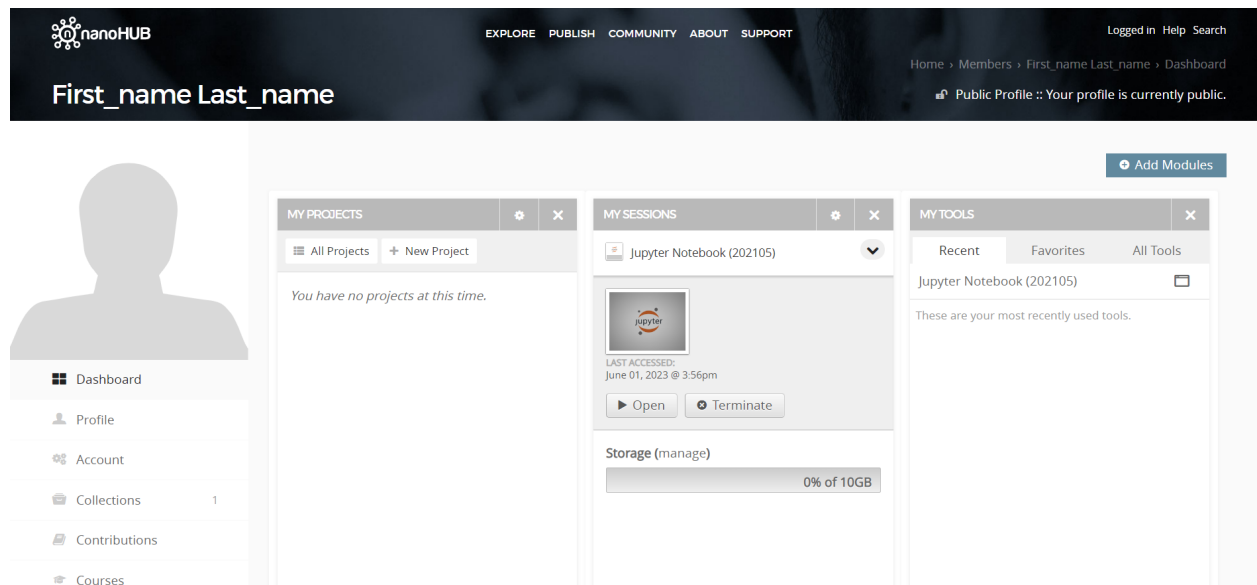 nanoHUB
EXPLORE PUBLISH COMMUNITY ABOUT SUPPORT
Logged in Help Search
Home › Members › First_name Last_name › Dashboard
First_name Last_name
Public Profile :: Your profile is currently public.
Add Modules
MY PROJECTS
All Projects
New Project
You have no projects at this time.
MY SESSIONS
Jupyter Notebook (202105)
jupyter
LAST ACCESSED:
June 01, 2023 @ 3:56pm
Open
Terminate
Storage (manage)
0% of 10GB
MY TOOLS
Recent Favorites All Tools
Jupyter Notebook (202105)
These are your most recently used tools.
Dashboard
Profile
Account
Collections 1
Contributions
Courses